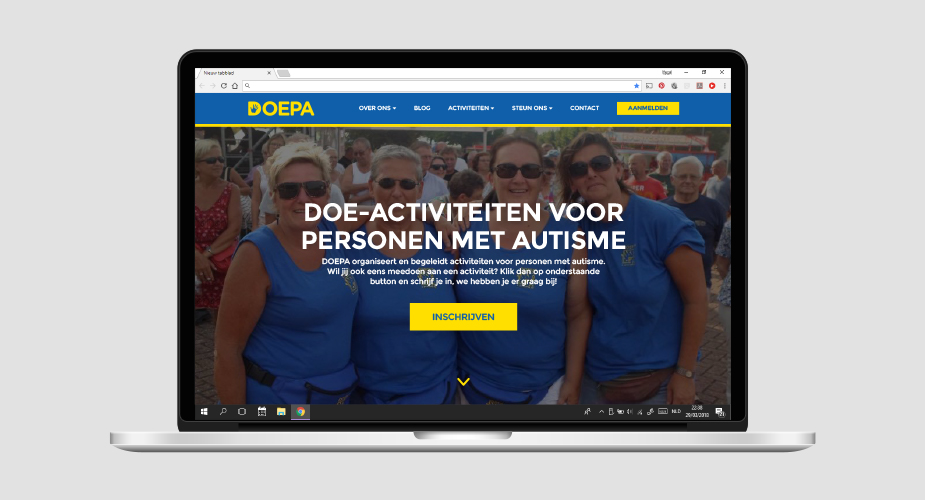 Nieuw tabblad
DOEPA
OVER ONS
BLOG
ACTIVITEITEN
STEUN ONS
CONTACT
AANMELDEN
DOE-ACTIVITEITEN VOOR
PERSONEN MET AUTISME
DOEPA organiseert en begeleidt activiteiten voor personen met autisme.
Wil jij ook eens meedoen aan een activiteit? Klik dan op onderstaande
button en schrijf je in, we hebben je er graag bij!
INSCHRIJVEN
NLD
22:38